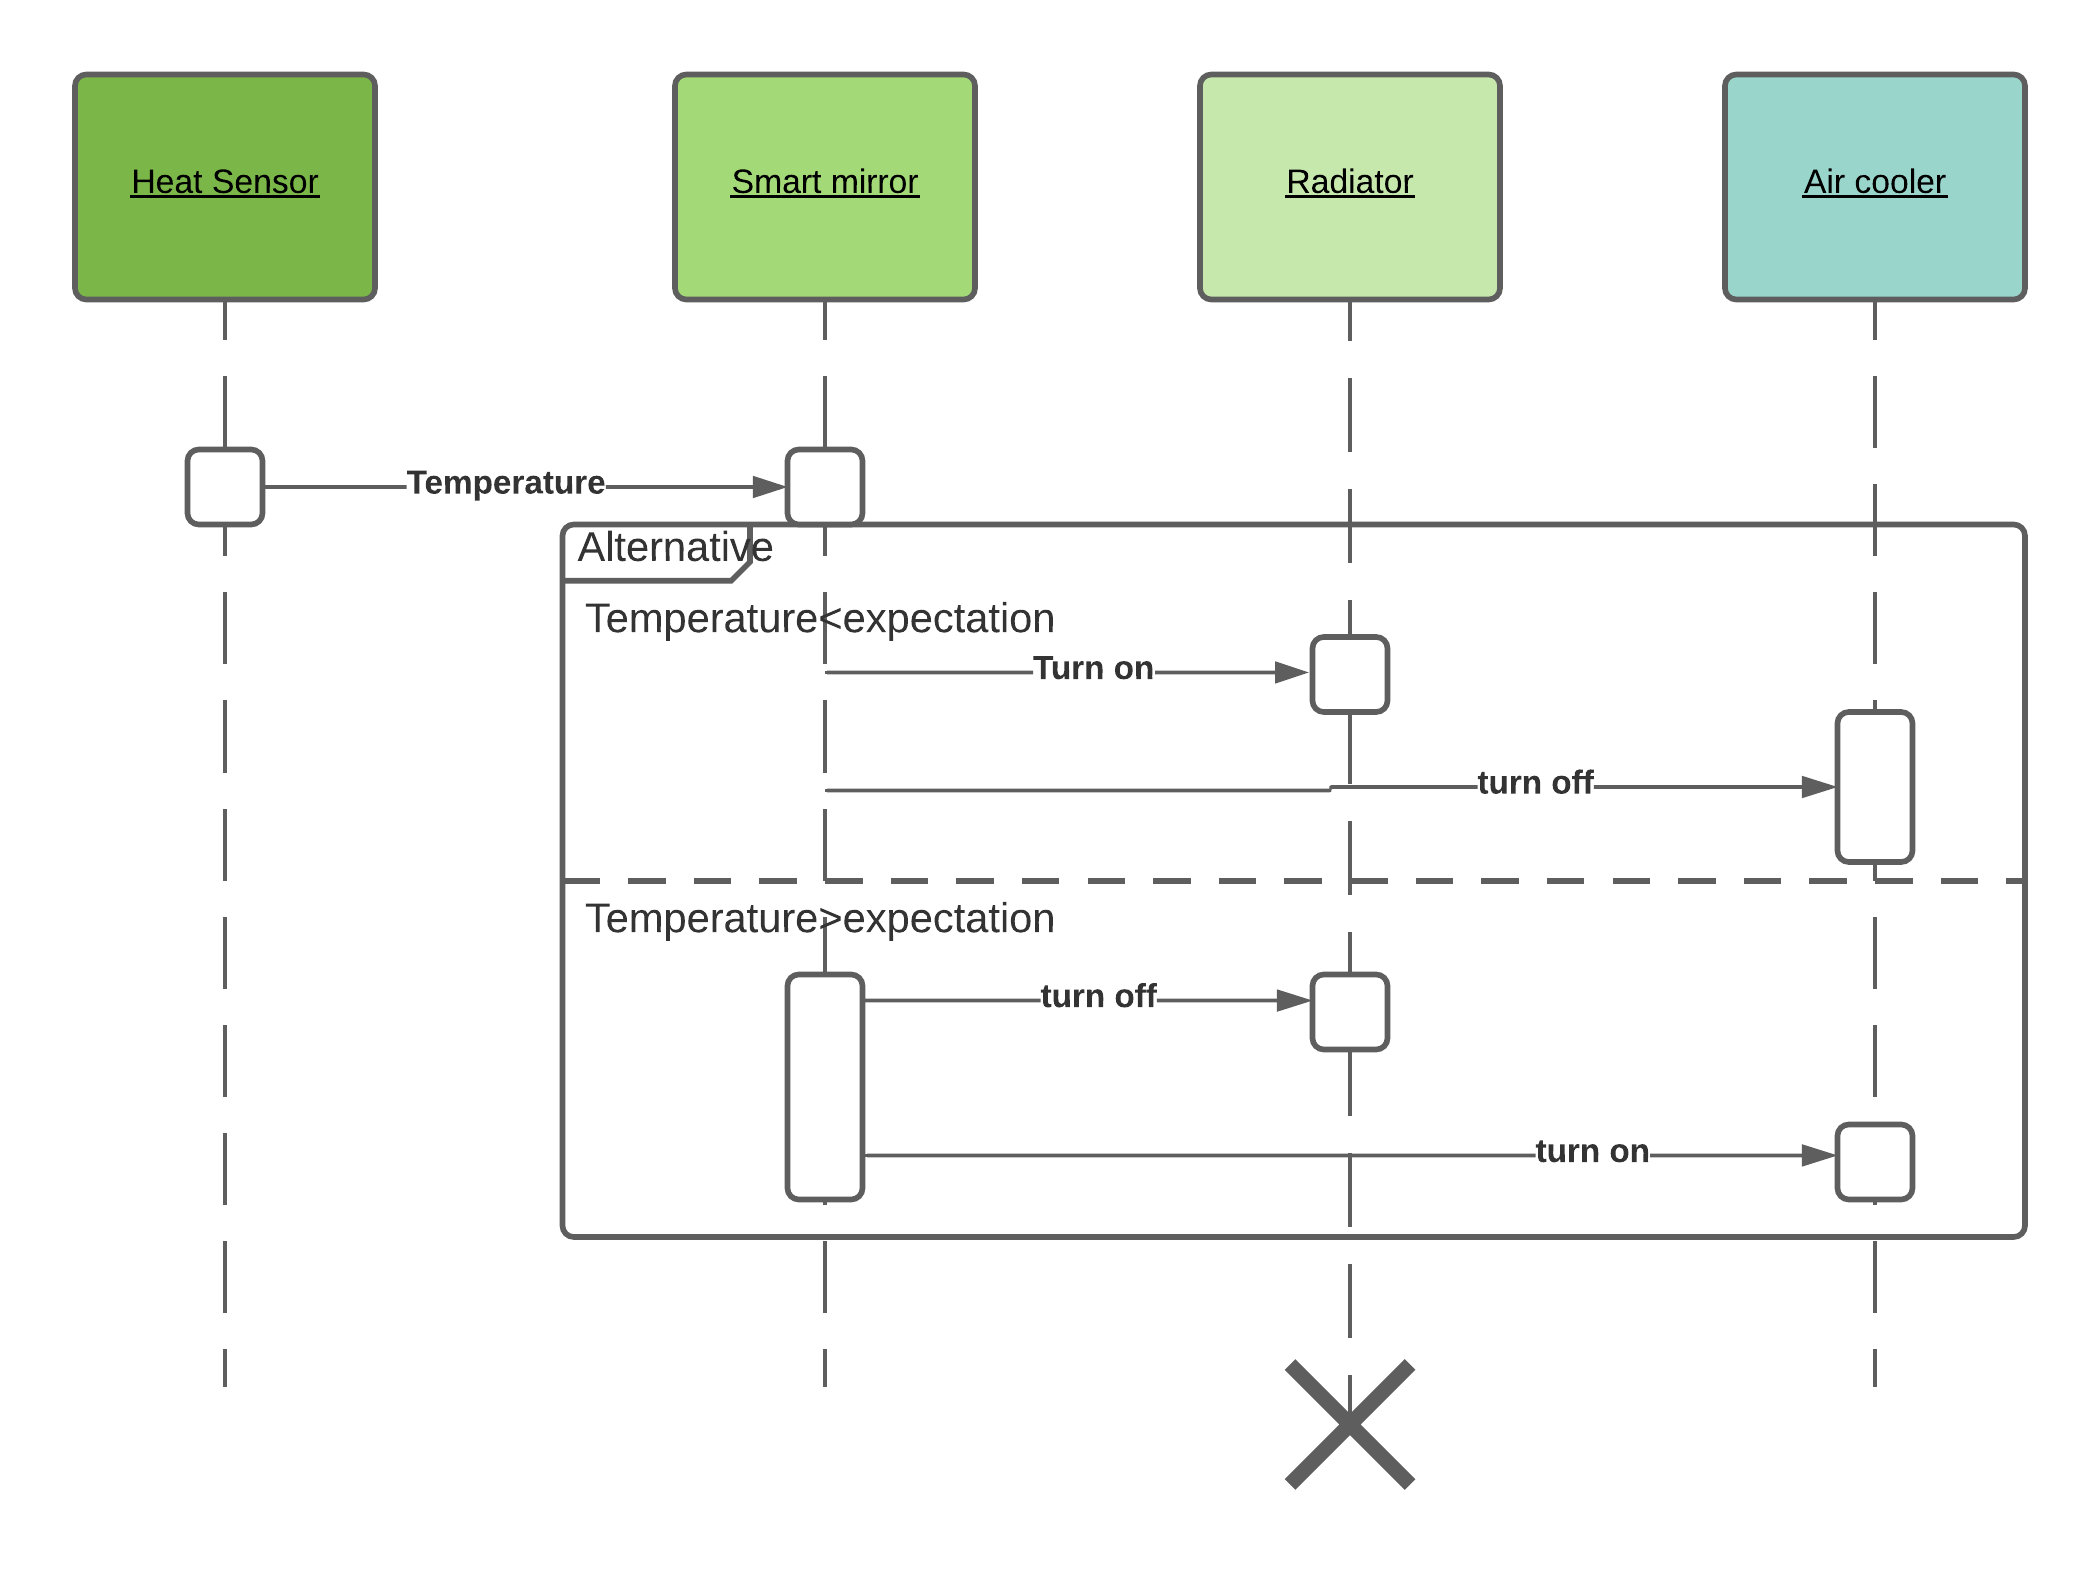 Heat Sensor
Smart mirror
Radiator
Air cooler
Temperature
Alternative
Temperature<expectation
Turn on
turn off
Temperature>expectation
turn off
turn on